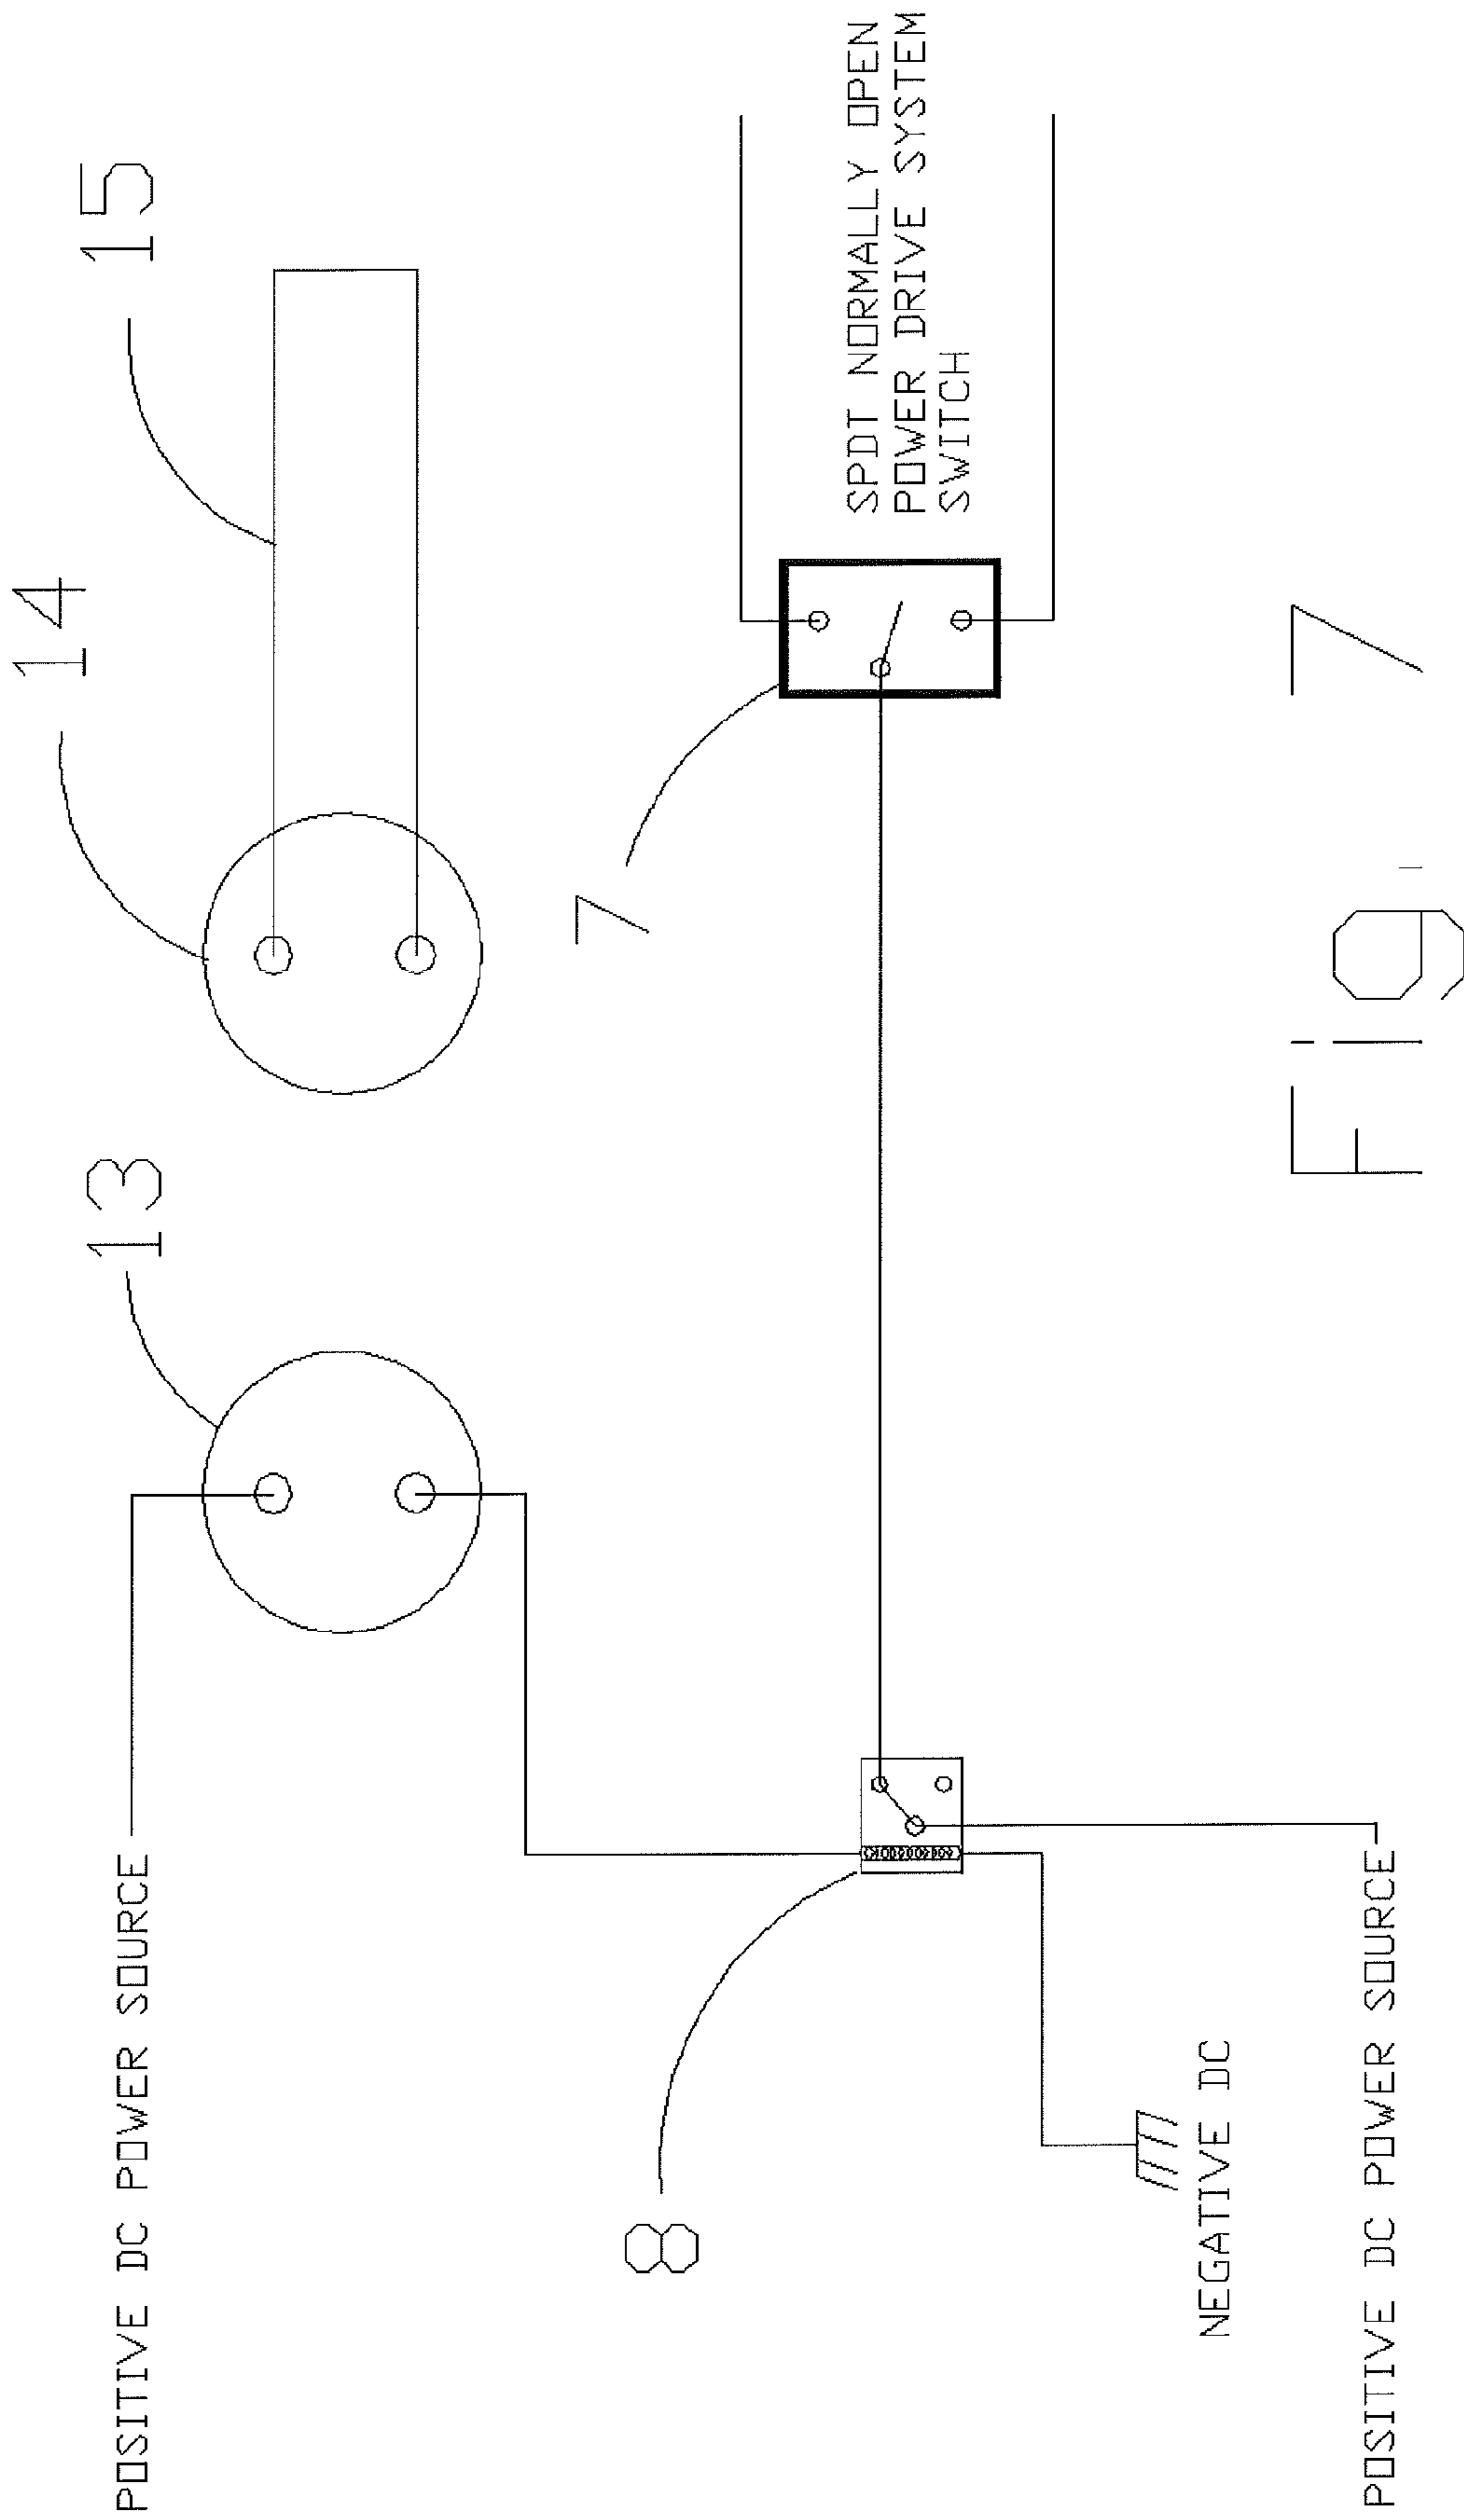 POSITIVE DC POWER SOURCE
13
14
15
8
7
SPDT NORMALLY OPEN
POWER DRIVE SYSTEM
SWITCH
NEGATIVE DC
POSITIVE DC POWER SOURCE
Fig. 7